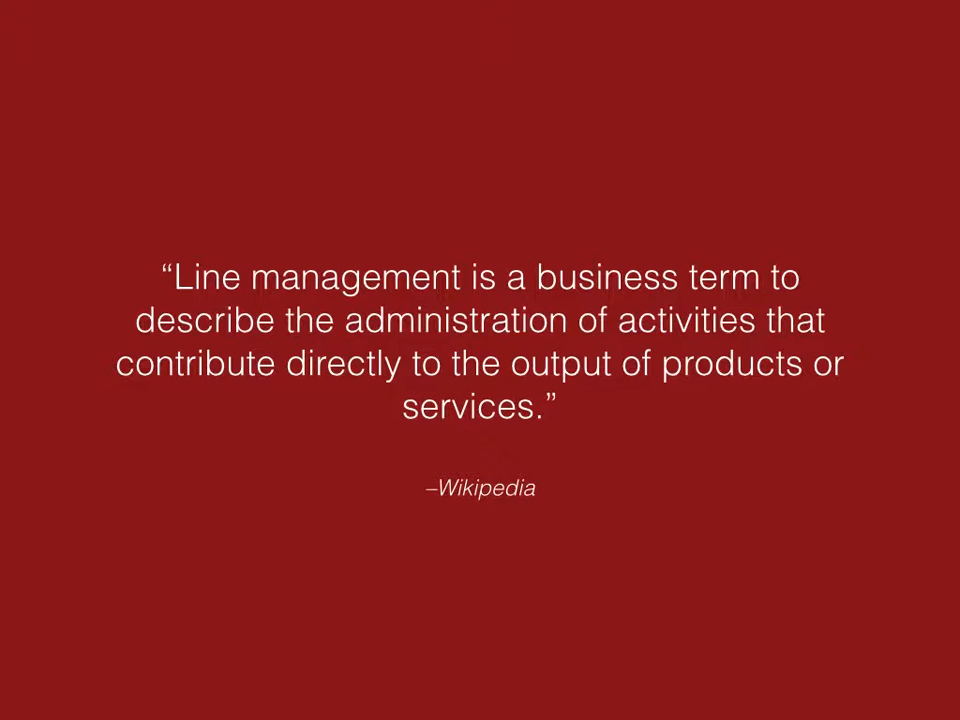 “Line management is a business term to
describe the administration of activities that
contribute directly to the output of products or
services.”
–Wikipedia